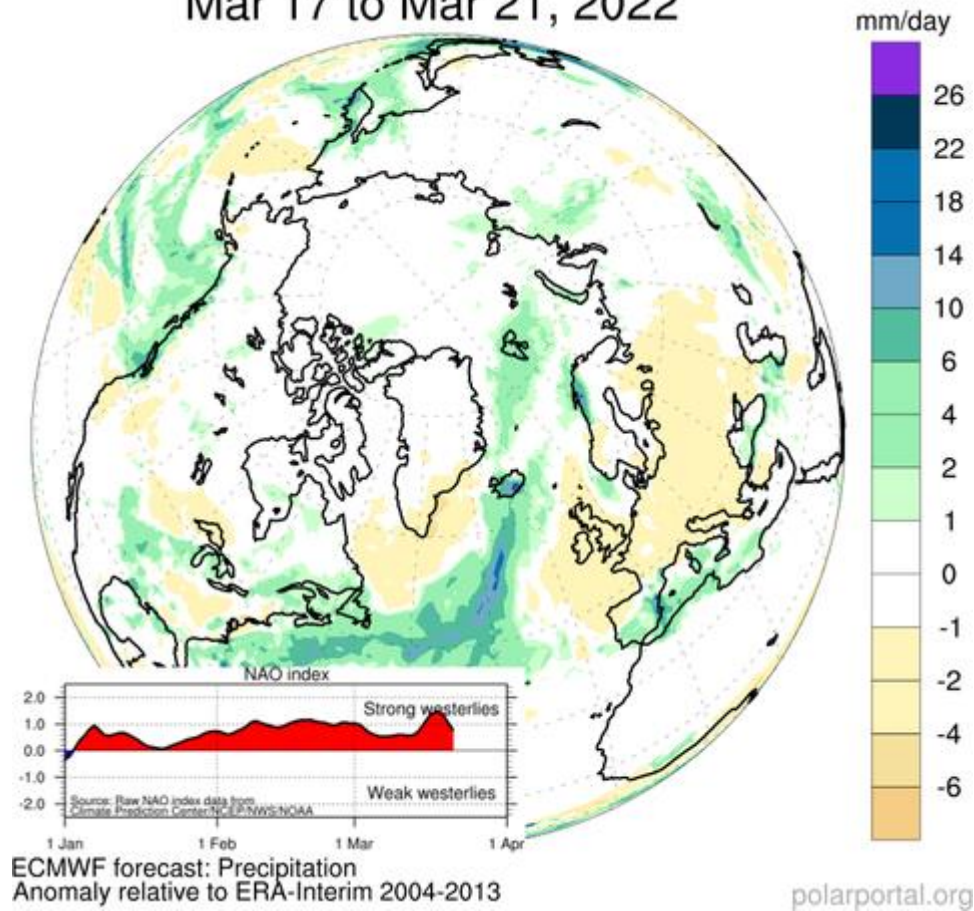 Mar 17 to Mar 21, 2022
mm/day
26
22
18
14
10
6
4
2
1
0
-1
-2
-4
-6
NAO index
2.0
1.0
0.0
-1.0
-2.0
Strong westerlies
Weak westerlies
Source: Raw NAO index data from
Climate Prediction Center/NCEP/NWS/NOAA
1 Jan
1 Feb
1 Mar
1 Apr
ECMWF forecast: Precipitation
Anomaly relative to ERA-Interim 2004-2013
polarportal.org